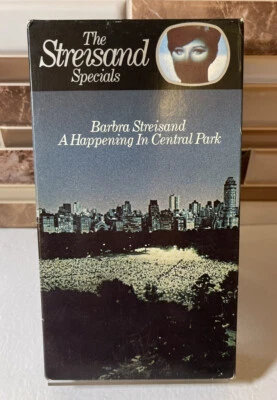 The
Streisand
Specials
Barbra Streisand
A Happening In Central Park